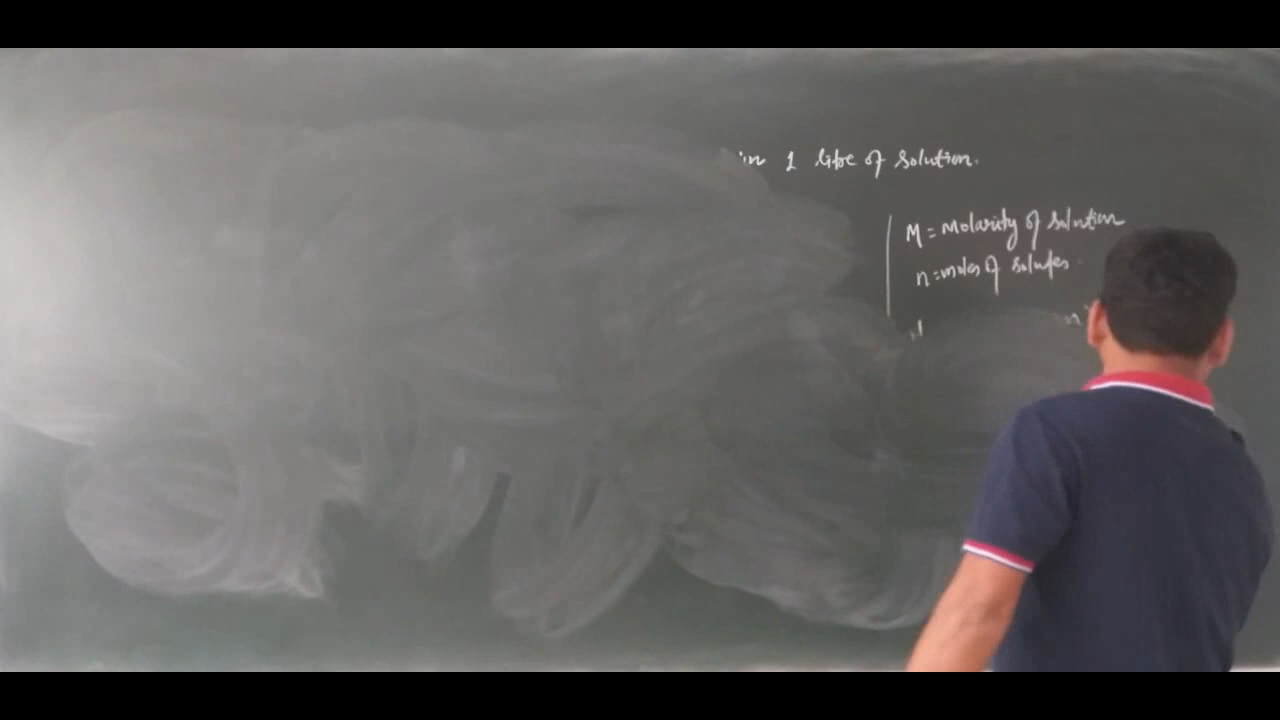 in 1 litre of solution.
M = Molarity of solution
n = moles of solutes